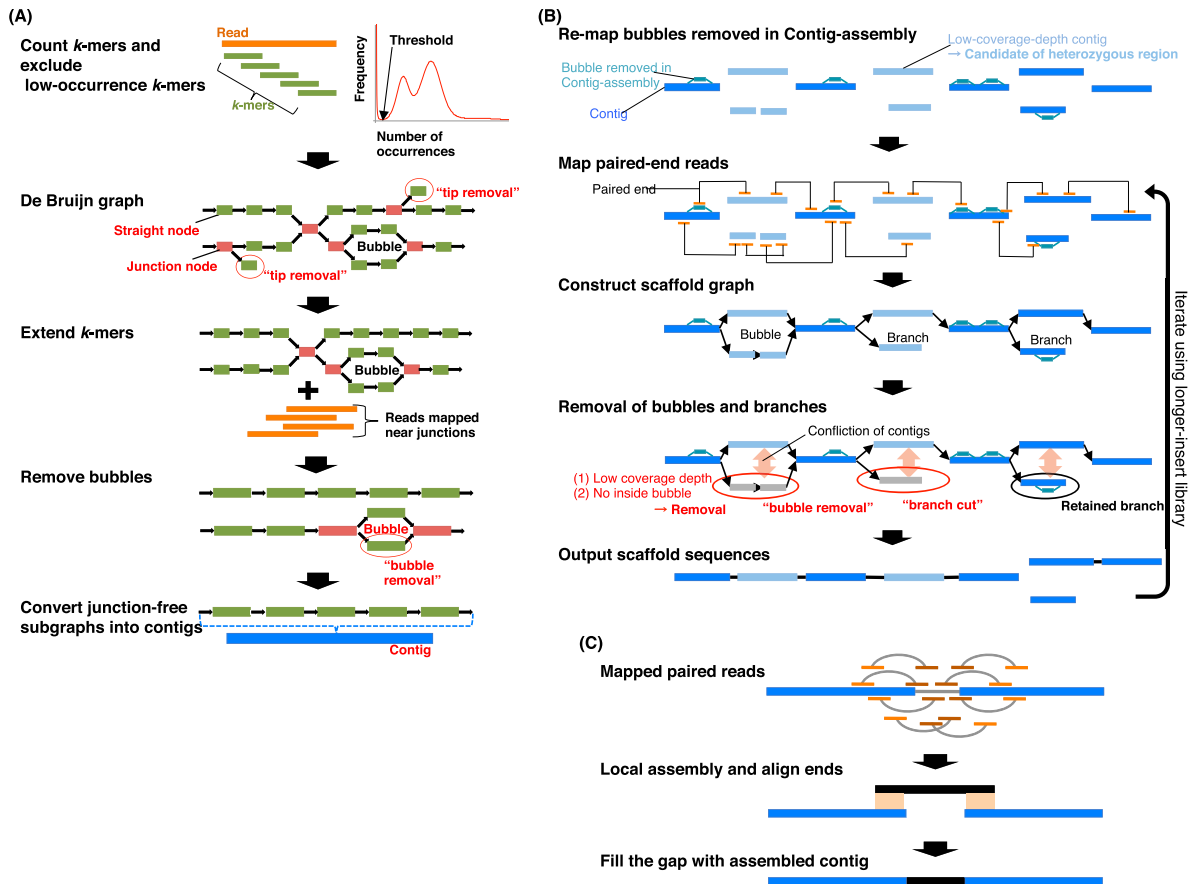 (A)
Count k-mers and
exclude
low-occurrence k-mers
Read
k-mers
Frequency
Threshold
Number of
occurrences
De Bruijn graph
"tip removal"
Straight node
Bubble
Junction node
"tip removal"
Extend k-mers
Bubble
Reads mapped
near junctions
Remove bubbles
Bubble
"bubble
removal"
Convert junction-free
subgraphs into contigs
Contig
(B)
Re-map bubbles removed in Contig-assembly
Low-coverage-depth contig
→ Candidate of heterozygous region
Bubble removed in
Contig-assembly
Contig
Map paired-end reads
Paired end
Construct scaffold graph
Bubble
Branch
Branch
Removal of bubbles and branches
Confliction of contigs
(1) Low coverage depth
(2) No inside bubble
→ Removal
"bubble removal"
"branch cut"
Retained branch
Output scaffold sequences
Iterate using longer-insert library
(C)
Mapped paired reads
Local assembly and align ends
Fill the gap with assembled contig